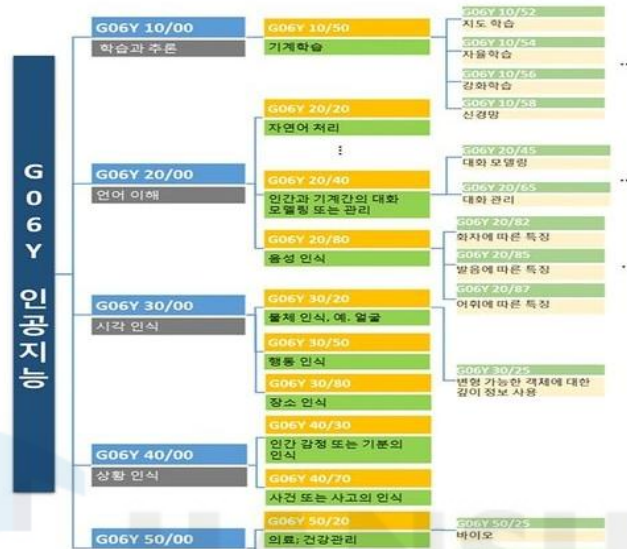 G06Y 인공지능
G06Y 10/00
학습과 추론
G06Y 10/50
기계학습
G06Y 10/52
지도 학습
G06Y 10/54
자율학습
G06Y 10/56
강화학습
G06Y 10/58
신경망
G06Y 20/00
언어 이해
G06Y 20/20
자연어 처리
G06Y 20/40
인간과 기계간의 대화
모델링 또는 관리
G06Y 20/45
대화 모델링
G06Y 20/65
대화 관리
G06Y 20/80
음성 인식
G06Y 20/82
화자에 따른 특징
G06Y 20/85
발음에 따른 특징
G06Y 20/87
어휘에 따른 특징
G06Y 30/00
시각 인식
G06Y 30/20
물체 인식, 예. 얼굴
G06Y 30/25
변형 가능한 객체에 대한
깊이 정보 사용
G06Y 30/50
행동 인식
G06Y 30/80
장소 인식
G06Y 40/00
상황 인식
G06Y 40/30
인간 감정 또는 기분의
인식
G06Y 40/70
사건 또는 사고의 인식
G06Y 50/00
G06Y 50/20
의료; 건강관리
G06Y 50/25
바이오